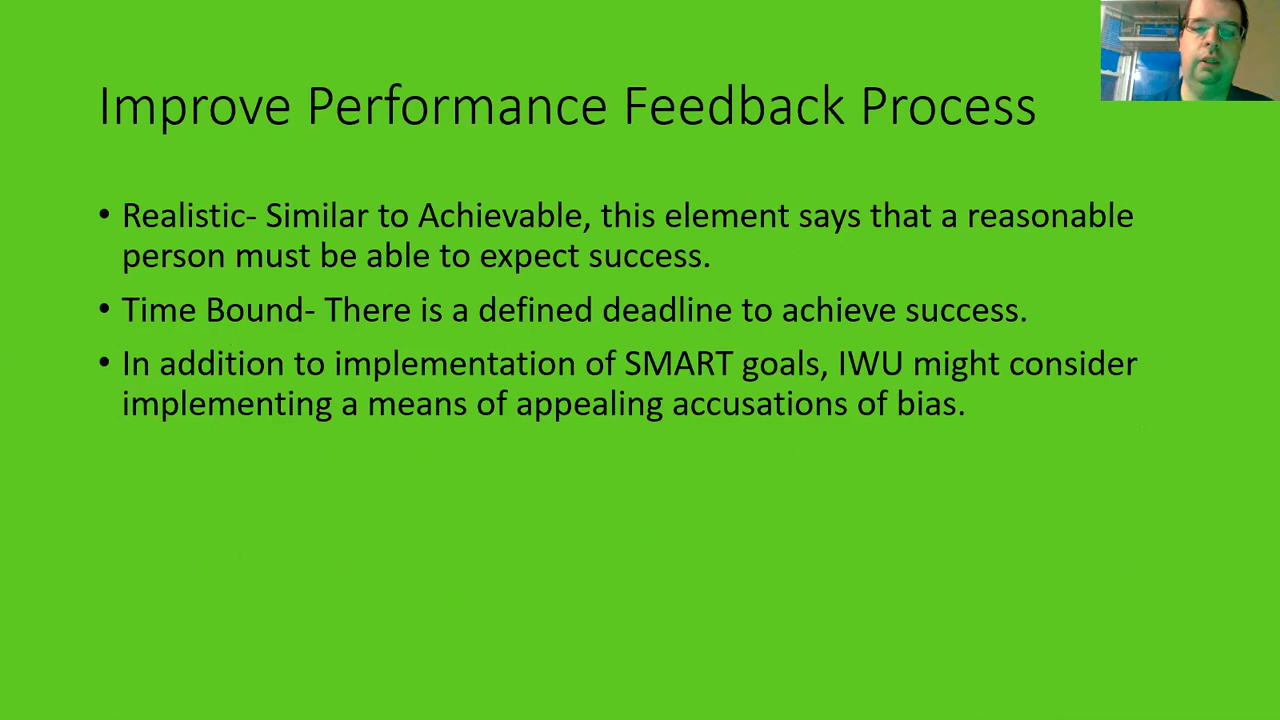 Improve Performance Feedback Process
• Realistic- Similar to Achievable, this element says that a reasonable
person must be able to expect success.
• Time Bound- There is a defined deadline to achieve success.
• In addition to implementation of SMART goals, IWU might consider
implementing a means of appealing accusations of bias.